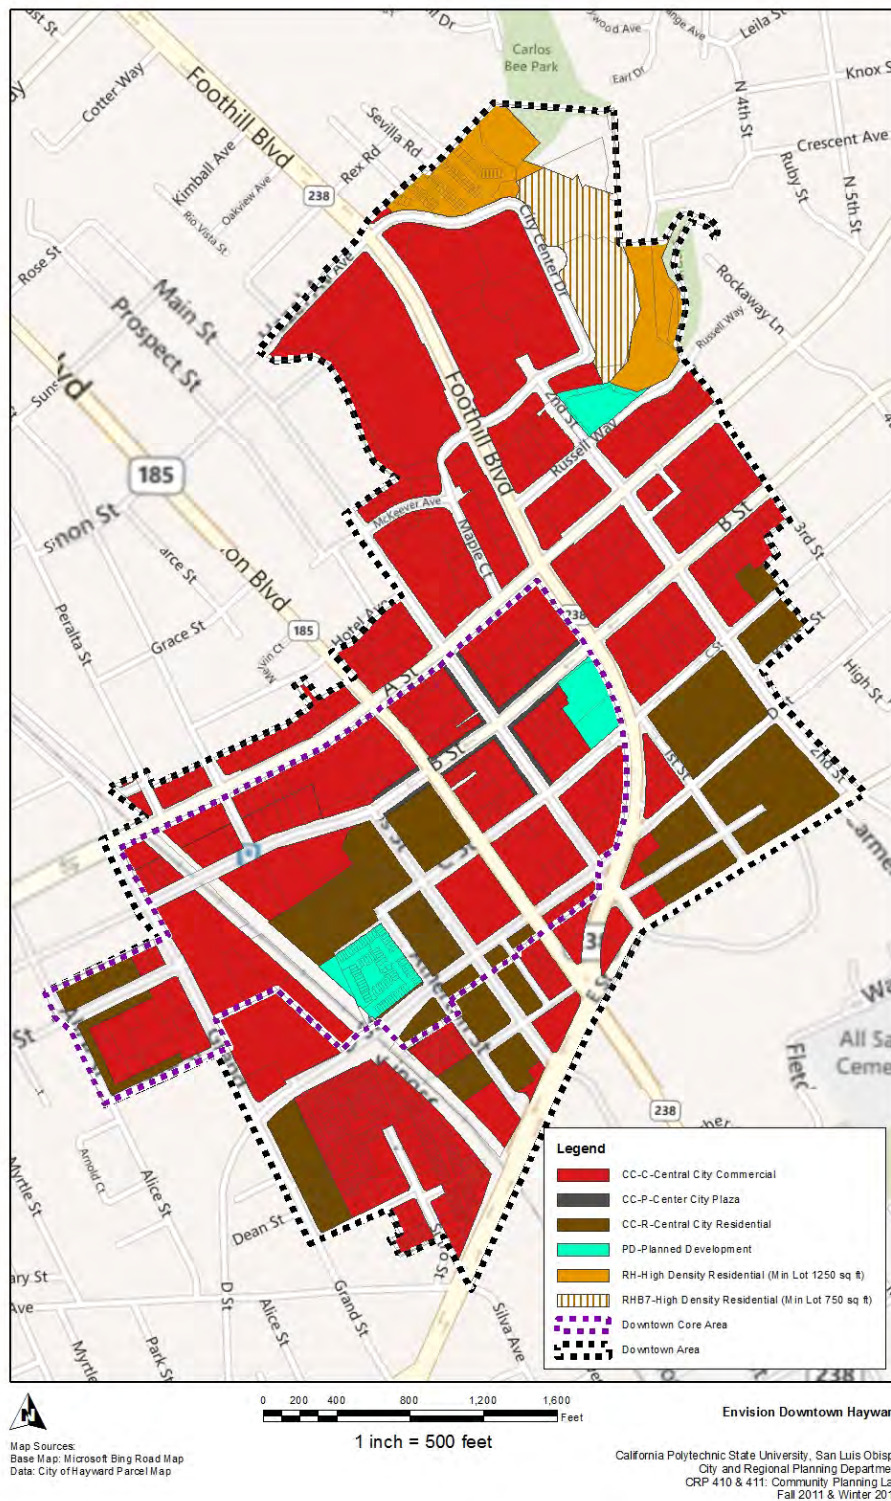 Carlos
Bee Park
Earl Dr
Leila St
N 4th St
Knox S
Crescent Ave
Ruby St
N 5th St
Cotter Way
Foothill Blvd
Sevilla Rd
Rex Rd
Kimball Ave
Oakview Ave
Rio Vista St
238
City Center Dr
Rose St
Main St
Prospect St
Rockaway Ln
Russell Way
Suns
Foothill Blvd
2nd St
Russell Way
185
McKeever Ave
Maple Ct
B St
3rd St
Peralta St
Grace St
185
Hotel Av
238
A St
C St
High St
D St
B St
1st St
2nd St
C St
Grand
All Sa
Ceme
Fletc
238
Arnold Ct
Alice St
Myrtle St
Dean St
D St
Alice St
Grand St
Silva Ave
Park St
Myrtle
238
Legend
CC-C-Central City Commercial
CC-P-Center City Plaza
CC-R-Central City Residential
PD-Planned Development
RH-High Density Residential (Min Lot 1250 sq ft)
RHB7-High Density Residential (Min Lot 750 sq ft)
Downtown Core Area
Downtown Area
N
0 200 400 800 1,200 1,600
Feet
1 inch = 500 feet
Map Sources:
Base Map: Microsoft Bing Road Map
Data: City of Hayward Parcel Map
Envision Downtown Haywar
California Polytechnic State University, San Luis Obisp
City and Regional Planning Departme
CRP 410 & 411: Community Planning La
Fall 2011 & Winter 201